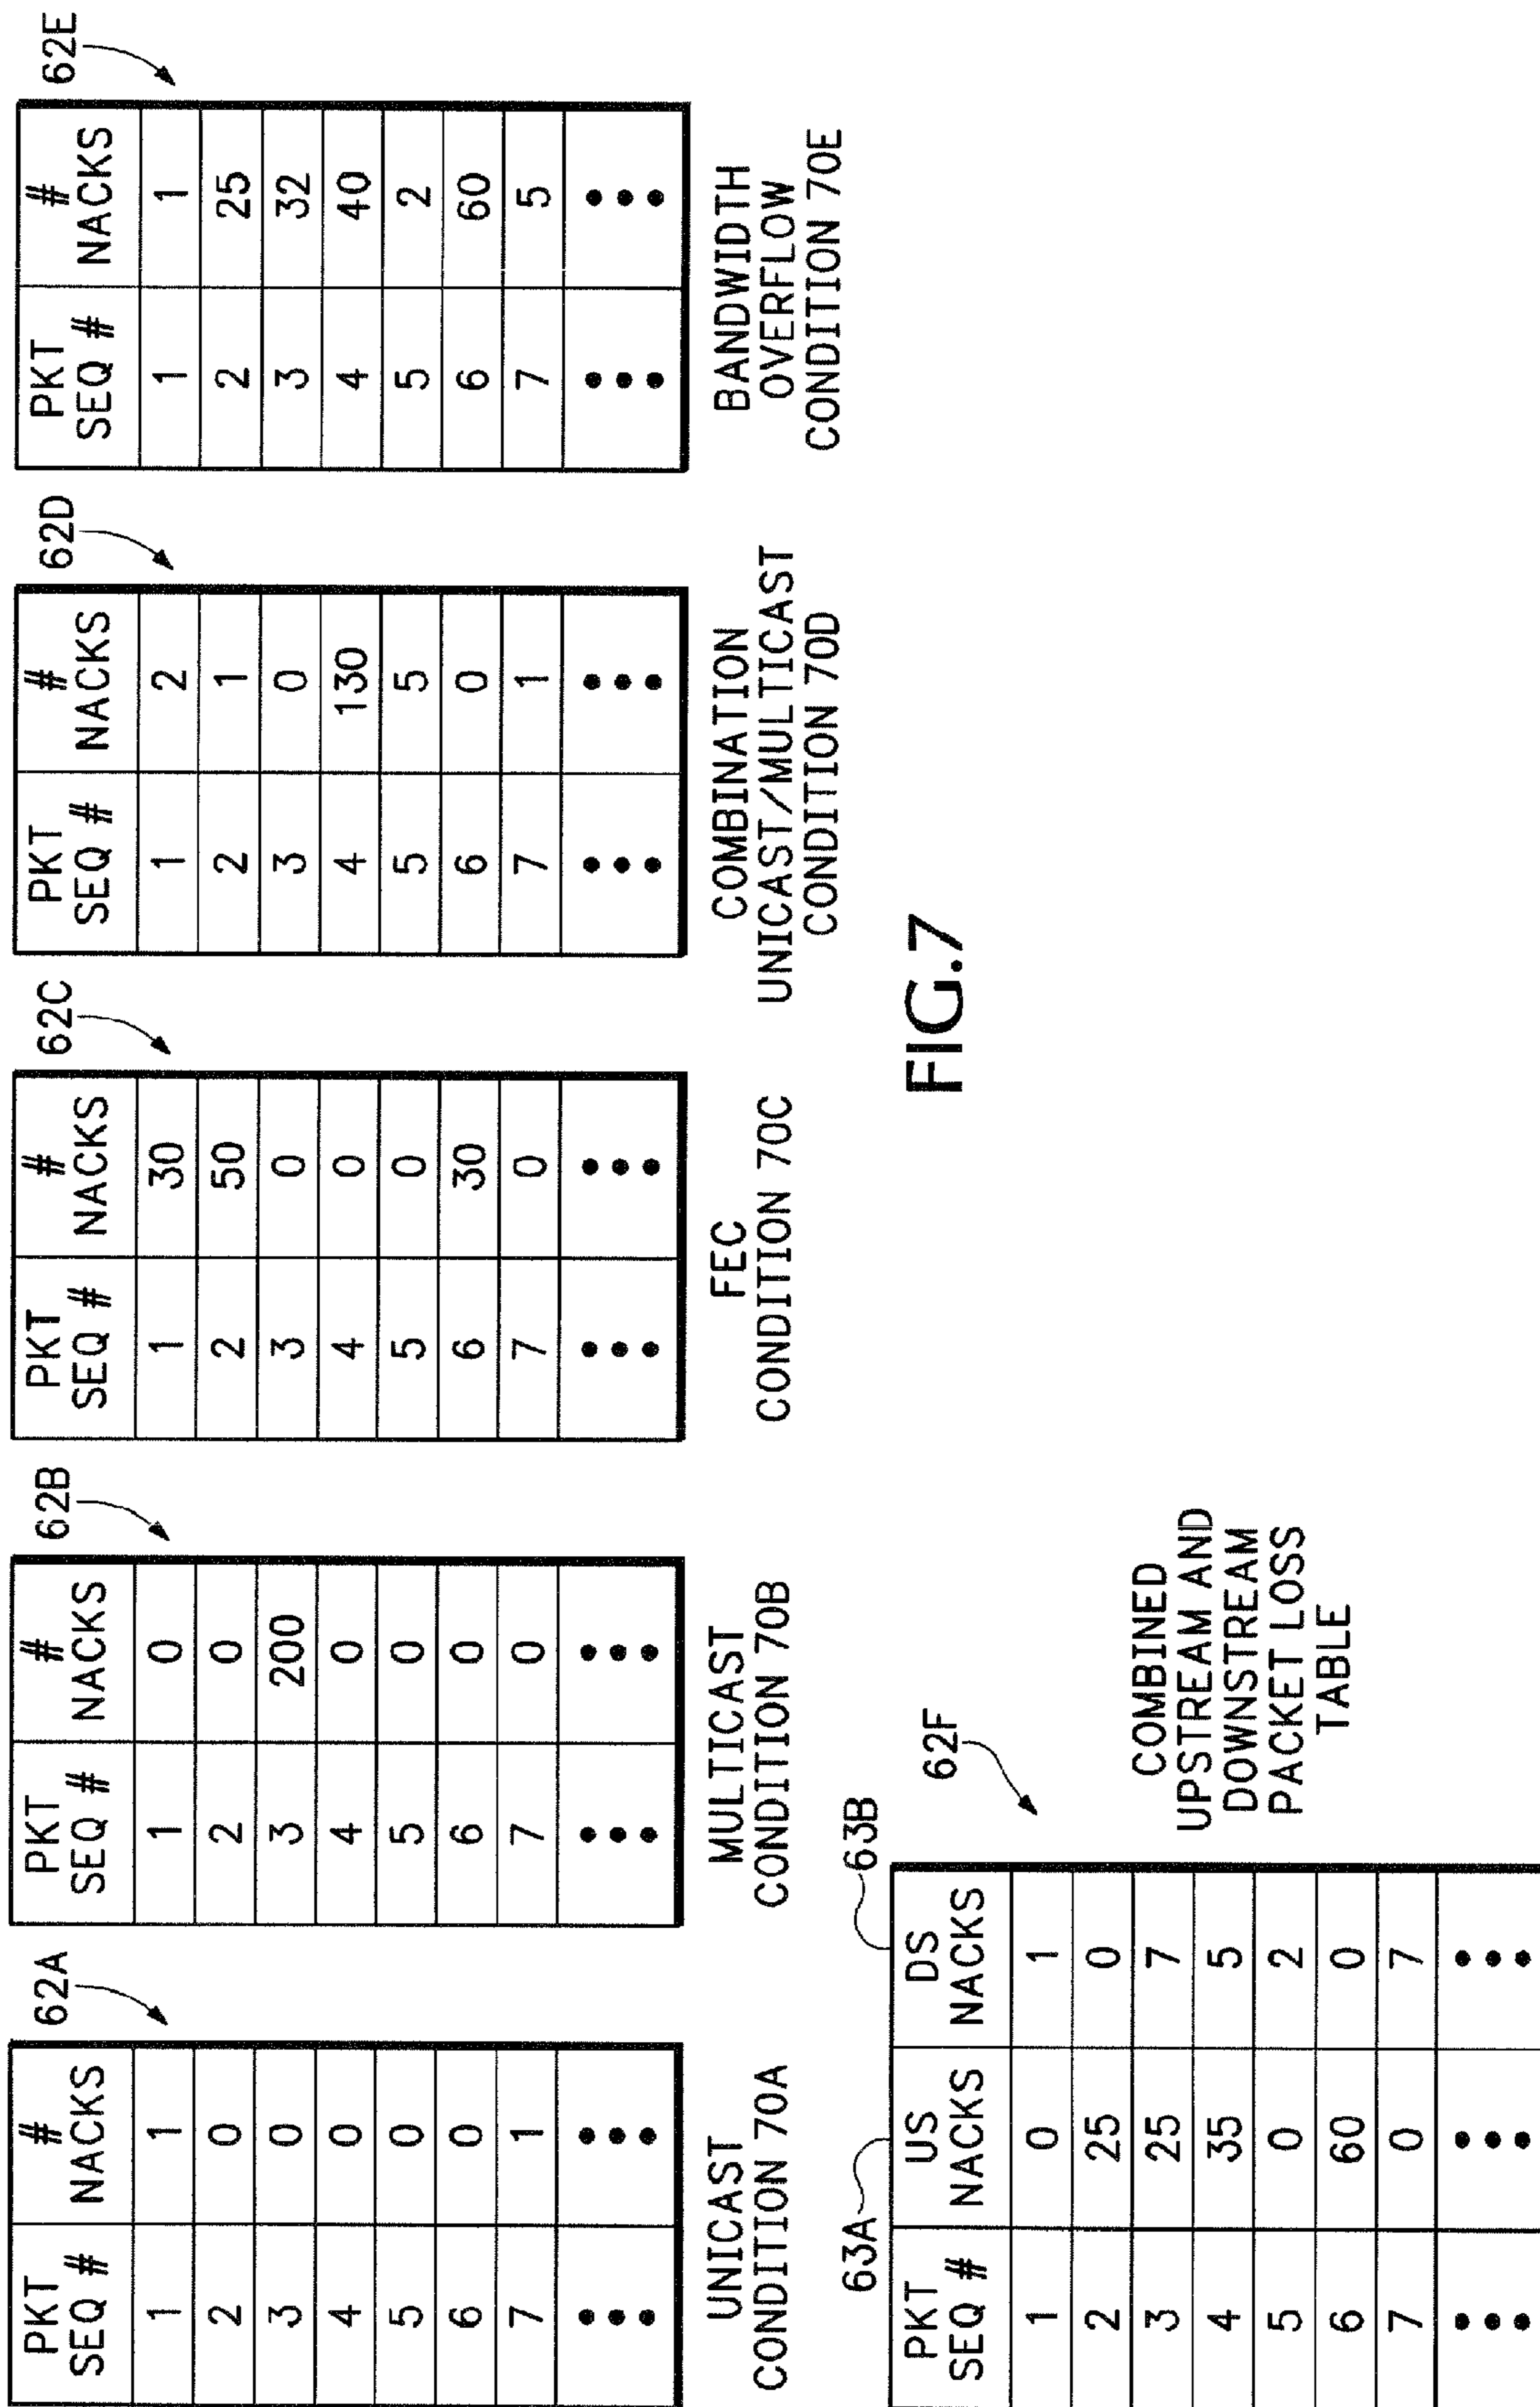 62A
PKT SEQ # | # NACKS
1 | 1
2 | 0
3 | 0
4 | 0
5 | 0
6 | 0
7 | 1
••• | •••
UNICAST
CONDITION 70A
62B
PKT SEQ # | # NACKS
1 | 0
2 | 0
3 | 200
4 | 0
5 | 0
6 | 0
7 | 0
••• | •••
MULTICAST
CONDITION 70B
62C
PKT SEQ # | # NACKS
1 | 30
2 | 50
3 | 0
4 | 0
5 | 0
6 | 30
7 | 0
••• | •••
FEC
CONDITION 70C
62D
PKT SEQ # | # NACKS
1 | 2
2 | 1
3 | 0
4 | 130
5 | 5
6 | 0
7 | 1
••• | •••
COMBINATION
UNICAST/MULTICAST
CONDITION 70D
62E
PKT SEQ # | # NACKS
1 | 1
2 | 25
3 | 32
4 | 40
5 | 2
6 | 60
7 | 5
••• | •••
BANDWIDTH
OVERFLOW
CONDITION 70E
63A
63B
62F
PKT SEQ # | US NACKS | DS NACKS
1 | 0 | 1
2 | 25 | 0
3 | 25 | 7
4 | 35 | 5
5 | 0 | 2
6 | 60 | 0
7 | 0 | 7
••• | ••• | •••
COMBINED
UPSTREAM AND
DOWNSTREAM
PACKET LOSS
TABLE
FIG.7